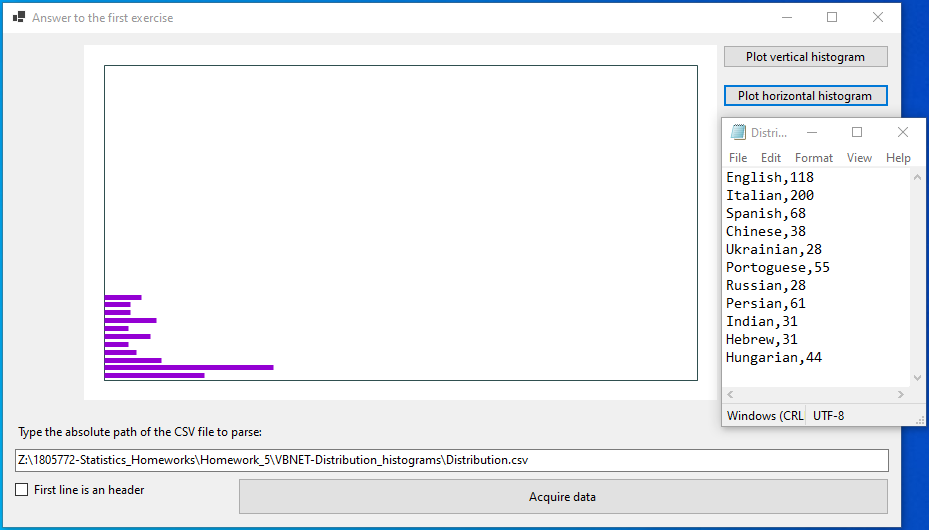 Answer to the first exercise
Plot vertical histogram
Plot horizontal histogram
Distri...
File Edit Format View Help
English,118
Italian,200
Spanish,68
Chinese,38
Ukrainian,28
Portoguese,55
Russian,28
Persian,61
Indian,31
Hebrew,31
Hungarian,44
Windows (CRL UTF-8
Type the absolute path of the CSV file to parse:
Z:\1805772-Statistics_Homeworks\Homework_5\VBNET-Distribution_histograms\Distribution.csv
First line is an header
Acquire data